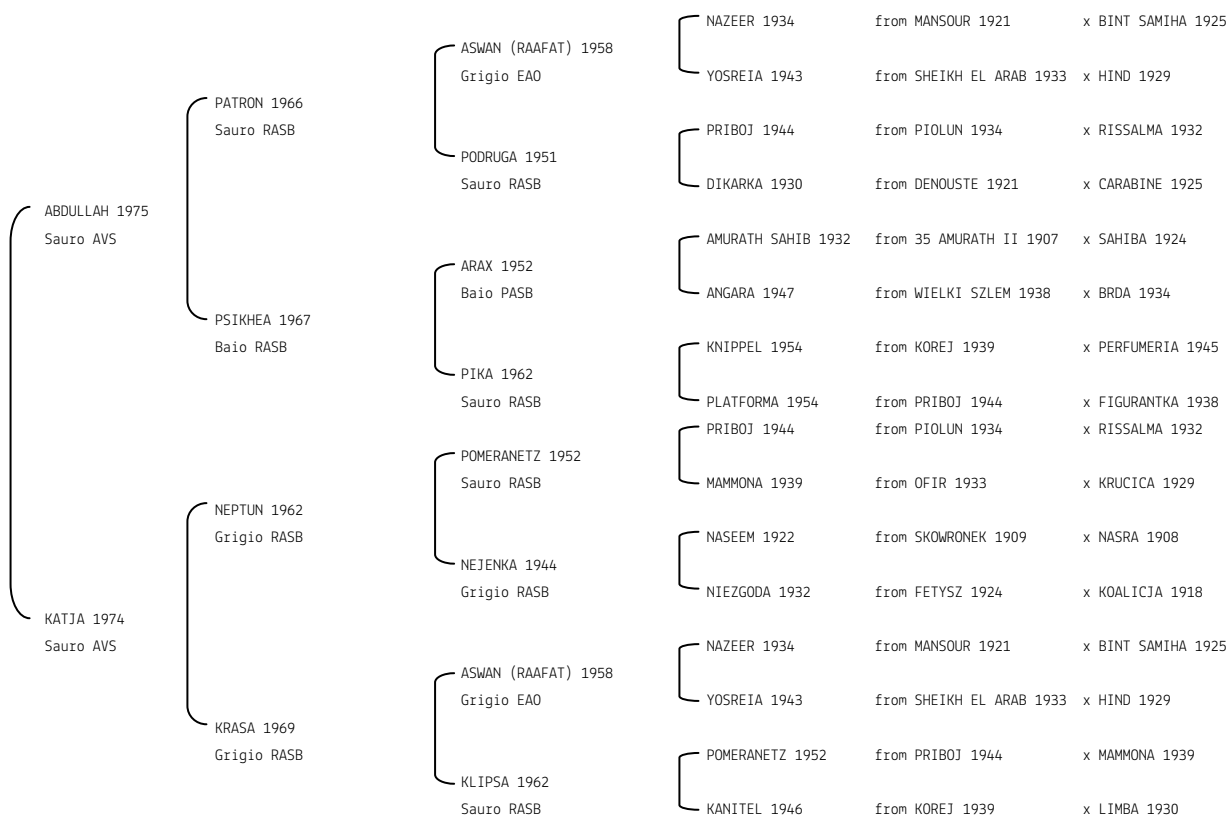 NAZEER 1934 from MANSOUR 1921 x BINT SAMIHA 1925
ASWAN (RAAFAT) 1958
Grigio EAO
YOSREIA 1943 from SHEIKH EL ARAB 1933 x HIND 1929
PATRON 1966
Sauro RASB
PRIBOJ 1944 from PIOLUN 1934 x RISSALMA 1932
PODRUGA 1951
Sauro RASB
DIKARKA 1930 from DENOUSTE 1921 x CARABINE 1925
ABDULLAH 1975
Sauro AVS
AMURATH SAHIB 1932 from 35 AMURATH II 1907 x SAHIBA 1924
ARAX 1952
Baio PASB
ANGARA 1947 from WIELKI SZLEM 1938 x BRDA 1934
PSIKHEA 1967
Baio RASB
KNIPPEL 1954 from KOREJ 1939 x PERFUMERIA 1945
PIKA 1962
Sauro RASB
PLATFORMA 1954 from PRIBOJ 1944 x FIGURANTKA 1938
PRIBOJ 1944 from PIOLUN 1934 x RISSALMA 1932
POMERANETZ 1952
Sauro RASB
MAMMONA 1939 from OFIR 1933 x KRUCICA 1929
NEPTUN 1962
Grigio RASB
NASEEM 1922 from SKOWRONEK 1909 x NASRA 1908
NEJENKA 1944
Grigio RASB
NIEZGODA 1932 from FETYSZ 1924 x KOALICJA 1918
KATJA 1974
Sauro AVS
NAZEER 1934 from MANSOUR 1921 x BINT SAMIHA 1925
ASWAN (RAAFAT) 1958
Grigio EAO
YOSREIA 1943 from SHEIKH EL ARAB 1933 x HIND 1929
KRASA 1969
Grigio RASB
POMERANETZ 1952 from PRIBOJ 1944 x MAMMONA 1939
KLIPSA 1962
Sauro RASB
KANITEL 1946 from KOREJ 1939 x LIMBA 1930